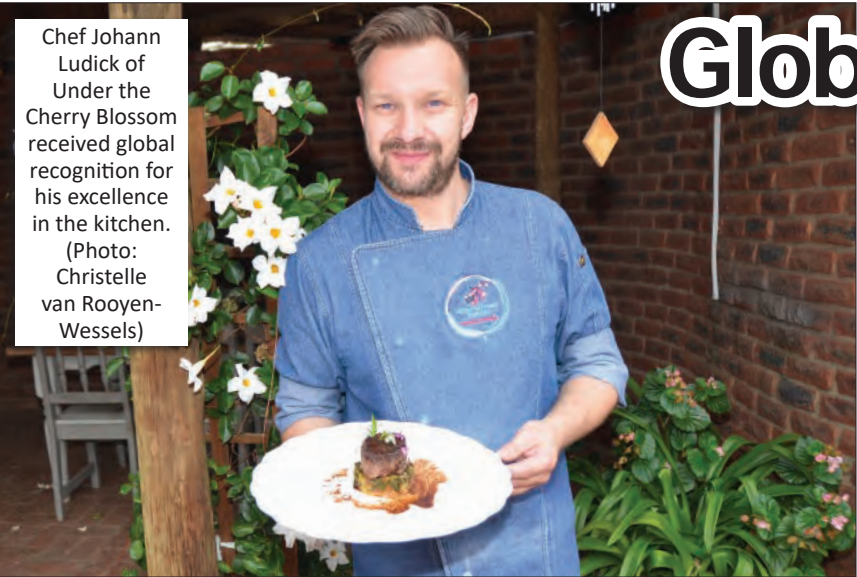 Chef Johann
Ludick of
Under the
Cherry Blossom
received global
recognition for
his excellence
in the kitchen.
(Photo:
Christelle
van Rooyen-
Wessels)
Glob